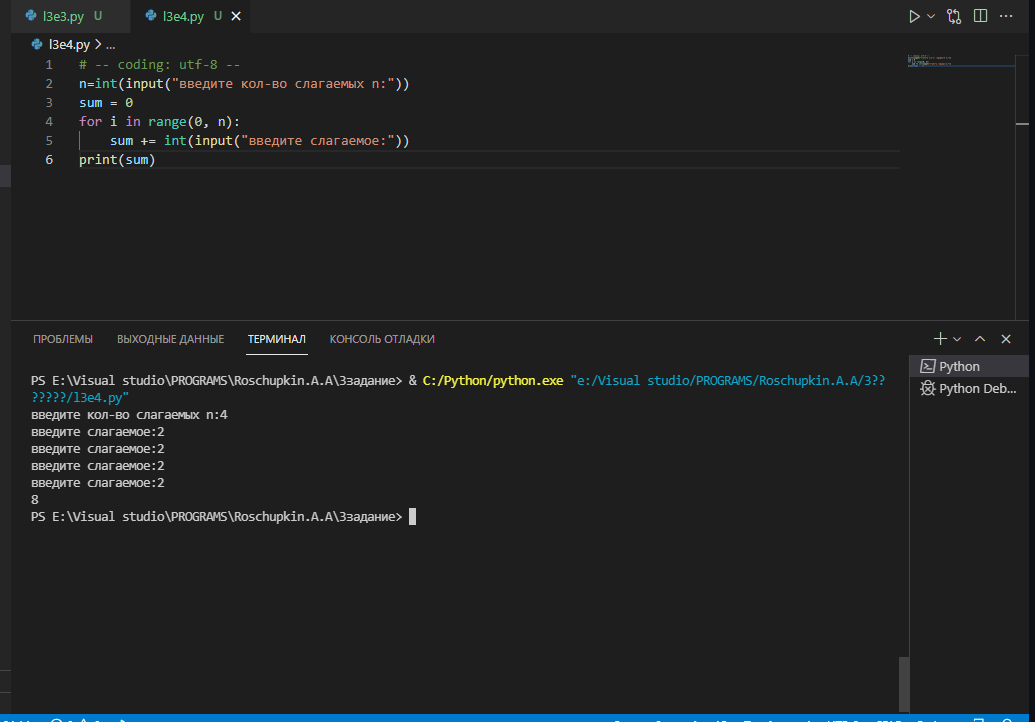 l3e3.py U l3e4.py U
l3e4.py > ...
1 # -- coding: utf-8 --
2 n=int(input("введите кол-во слагаемых n:"))
3 sum = 0
4 for i in range(0, n):
5 sum += int(input("введите слагаемое:"))
6 print(sum)
ПРОБЛЕМЫ ВЫХОДНЫЕ ДАННЫЕ ТЕРМИНАЛ КОНСОЛЬ ОТЛАДКИ
Python
Python Deb...
PS E:\Visual studio\PROGRAMS\Roschupkin.A.A\3задание> & C:/Python/python.exe "e:/Visual studio/PROGRAMS/Roschupkin.A.A/3??
?????/l3e4.py"
введите кол-во слагаемых n:4
введите слагаемое:2
введите слагаемое:2
введите слагаемое:2
введите слагаемое:2
8
PS E:\Visual studio\PROGRAMS\Roschupkin.A.A\3задание>